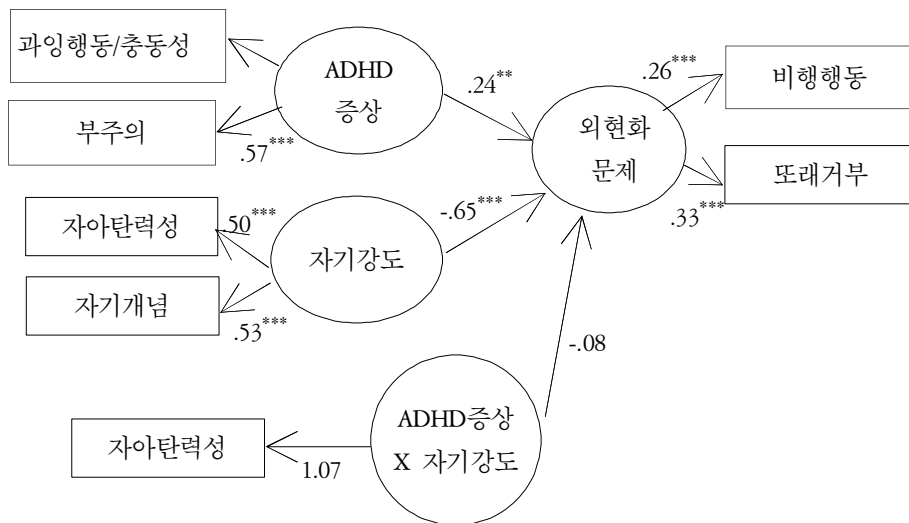 과잉행동/충동성
ADHD
증상
.24**
.26***
비행행동
외현화
문제
부주의
.57***
또래거부
.33***
자아탄력성
.50***
-.65***
자기강도
자기개념
.53***
-.08
ADHD증상
X 자기강도
자아탄력성
1.07